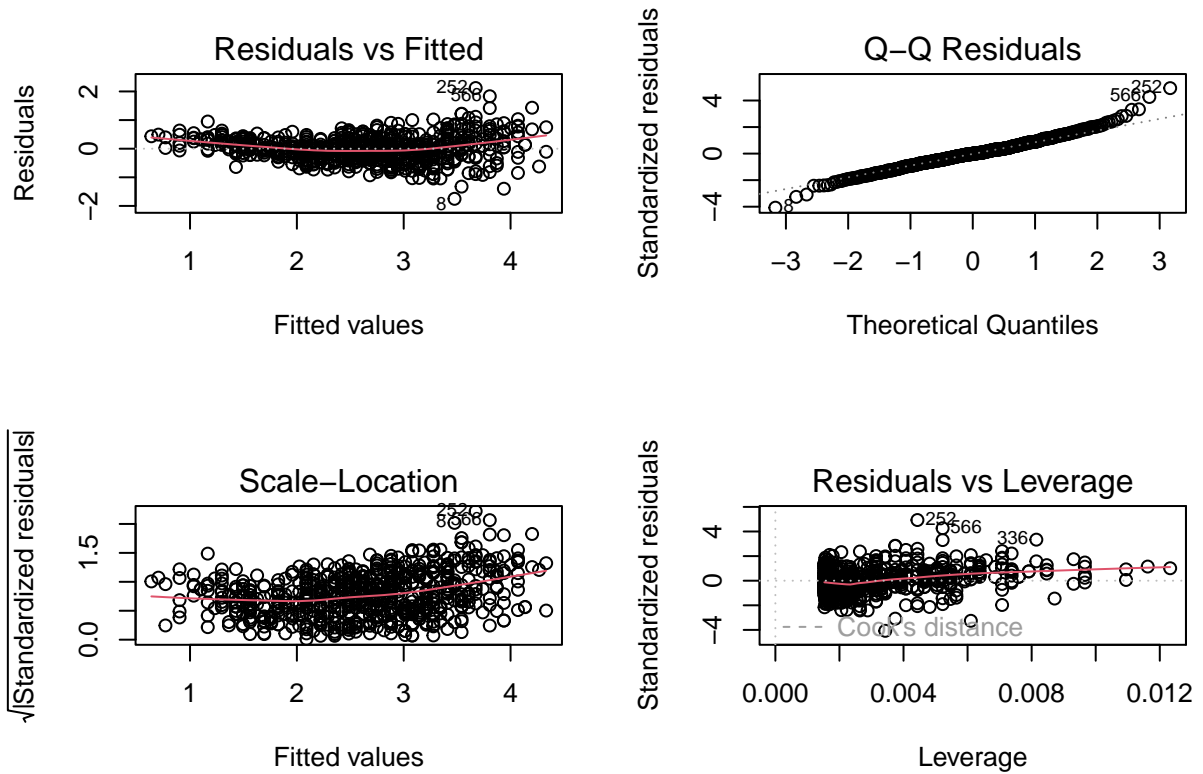 Residuals vs Fitted
Residuals
2
0
−2
252
566
8
1 2 3 4
Fitted values
Q−Q Residuals
Standardized residuals
4
0
−4
252
566
8
−3 −2 −1 0 1 2 3
Theoretical Quantiles
Scale−Location
√|Standardized residuals|
1.5
0.0
252
8 566
1 2 3 4
Fitted values
Residuals vs Leverage
Standardized residuals
4
0
−4
252
566
336
Cook's distance
0.000 0.004 0.008 0.012
Leverage